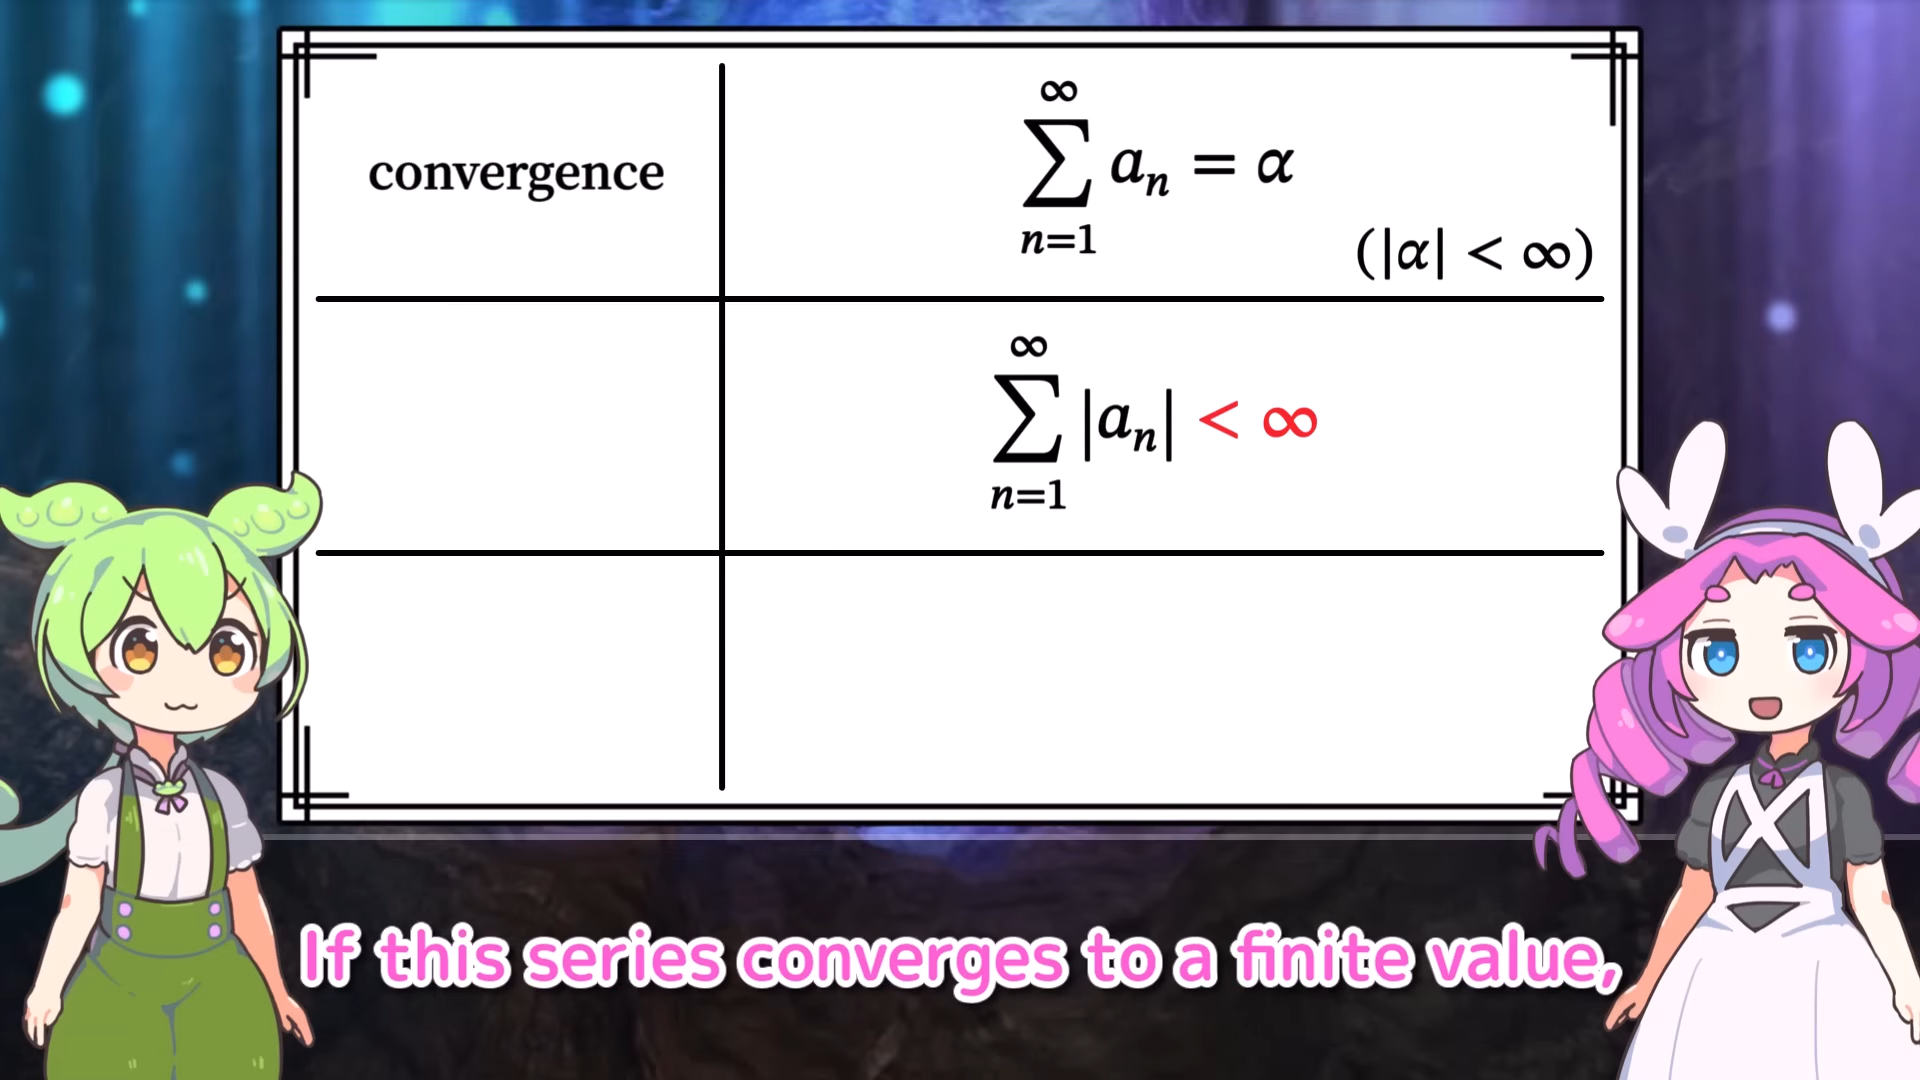 convergence
∞
∑ aₙ = α
n=1
(|α| < ∞)
∞
∑ |aₙ| < ∞
n=1
If this series converges to a finite value,